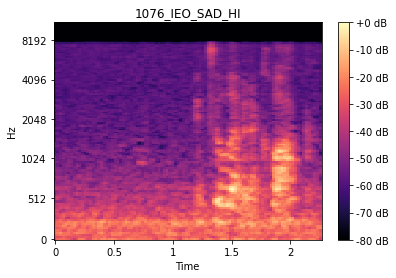 1076_IEO_SAD_HI
8192
4096
2048
1024
512
0
Hz
0
0.5
1
1.5
2
Time
+0 dB
-10 dB
-20 dB
-30 dB
-40 dB
-50 dB
-60 dB
-70 dB
-80 dB